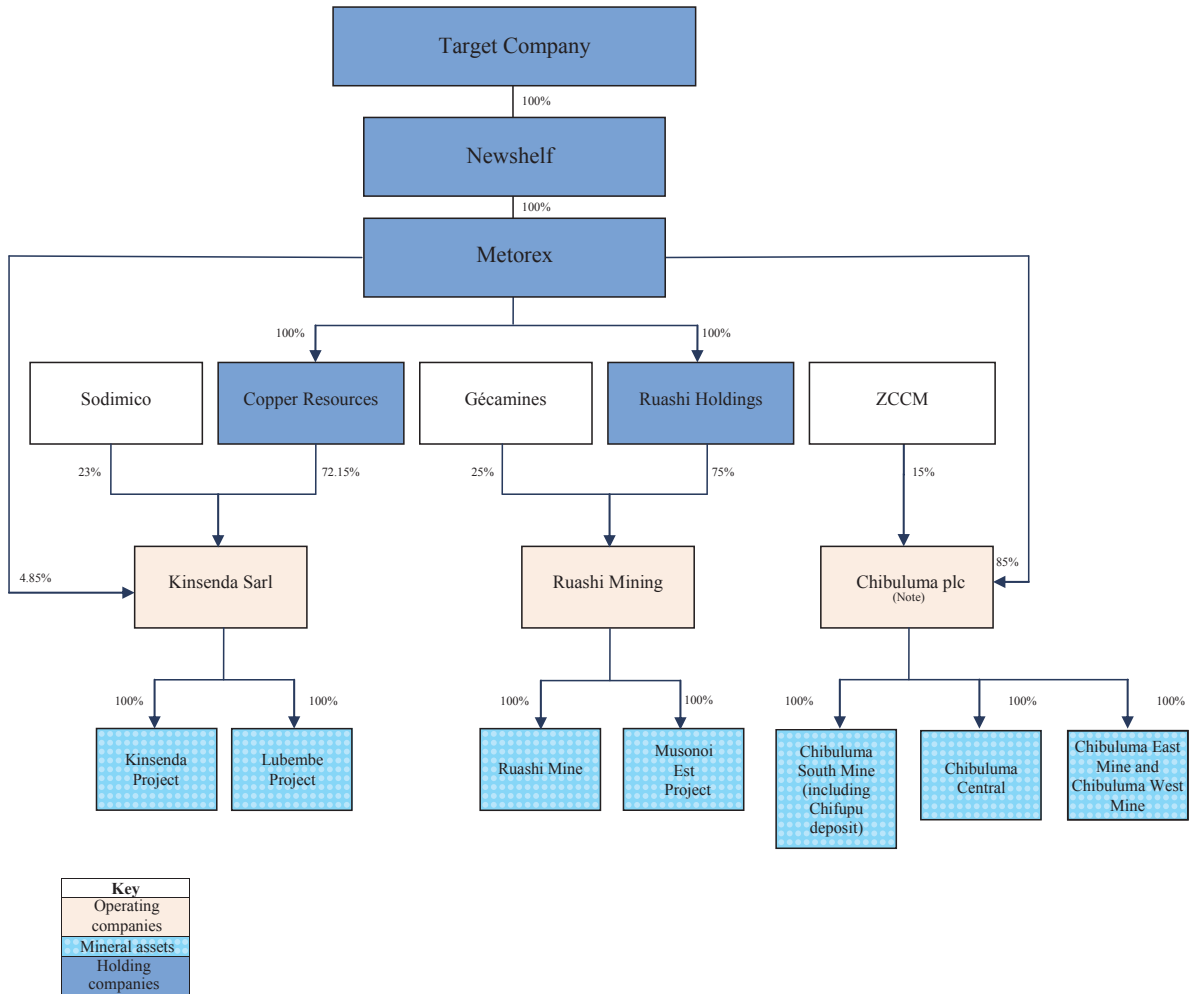 Target Company
100%
Newshelf
100%
Metorex
100%
100%
Sodimico
Copper Resources
Gécamines
Ruashi Holdings
ZCCM
23%
72.15%
25%
75%
15%
4.85%
Kinsenda Sarl
Ruashi Mining
Chibuluma plc
(Note)
85%
100%
100%
100%
100%
100%
100%
100%
Kinsenda
Project
Lubembe
Project
Ruashi Mine
Musonoi
Est
Project
Chibuluma
South Mine
(including
Chifupu
deposit)
Chibuluma
Central
Chibuluma East
Mine and
Chibuluma West
Mine
Key
Operating
companies
Mineral assets
Holding
companies